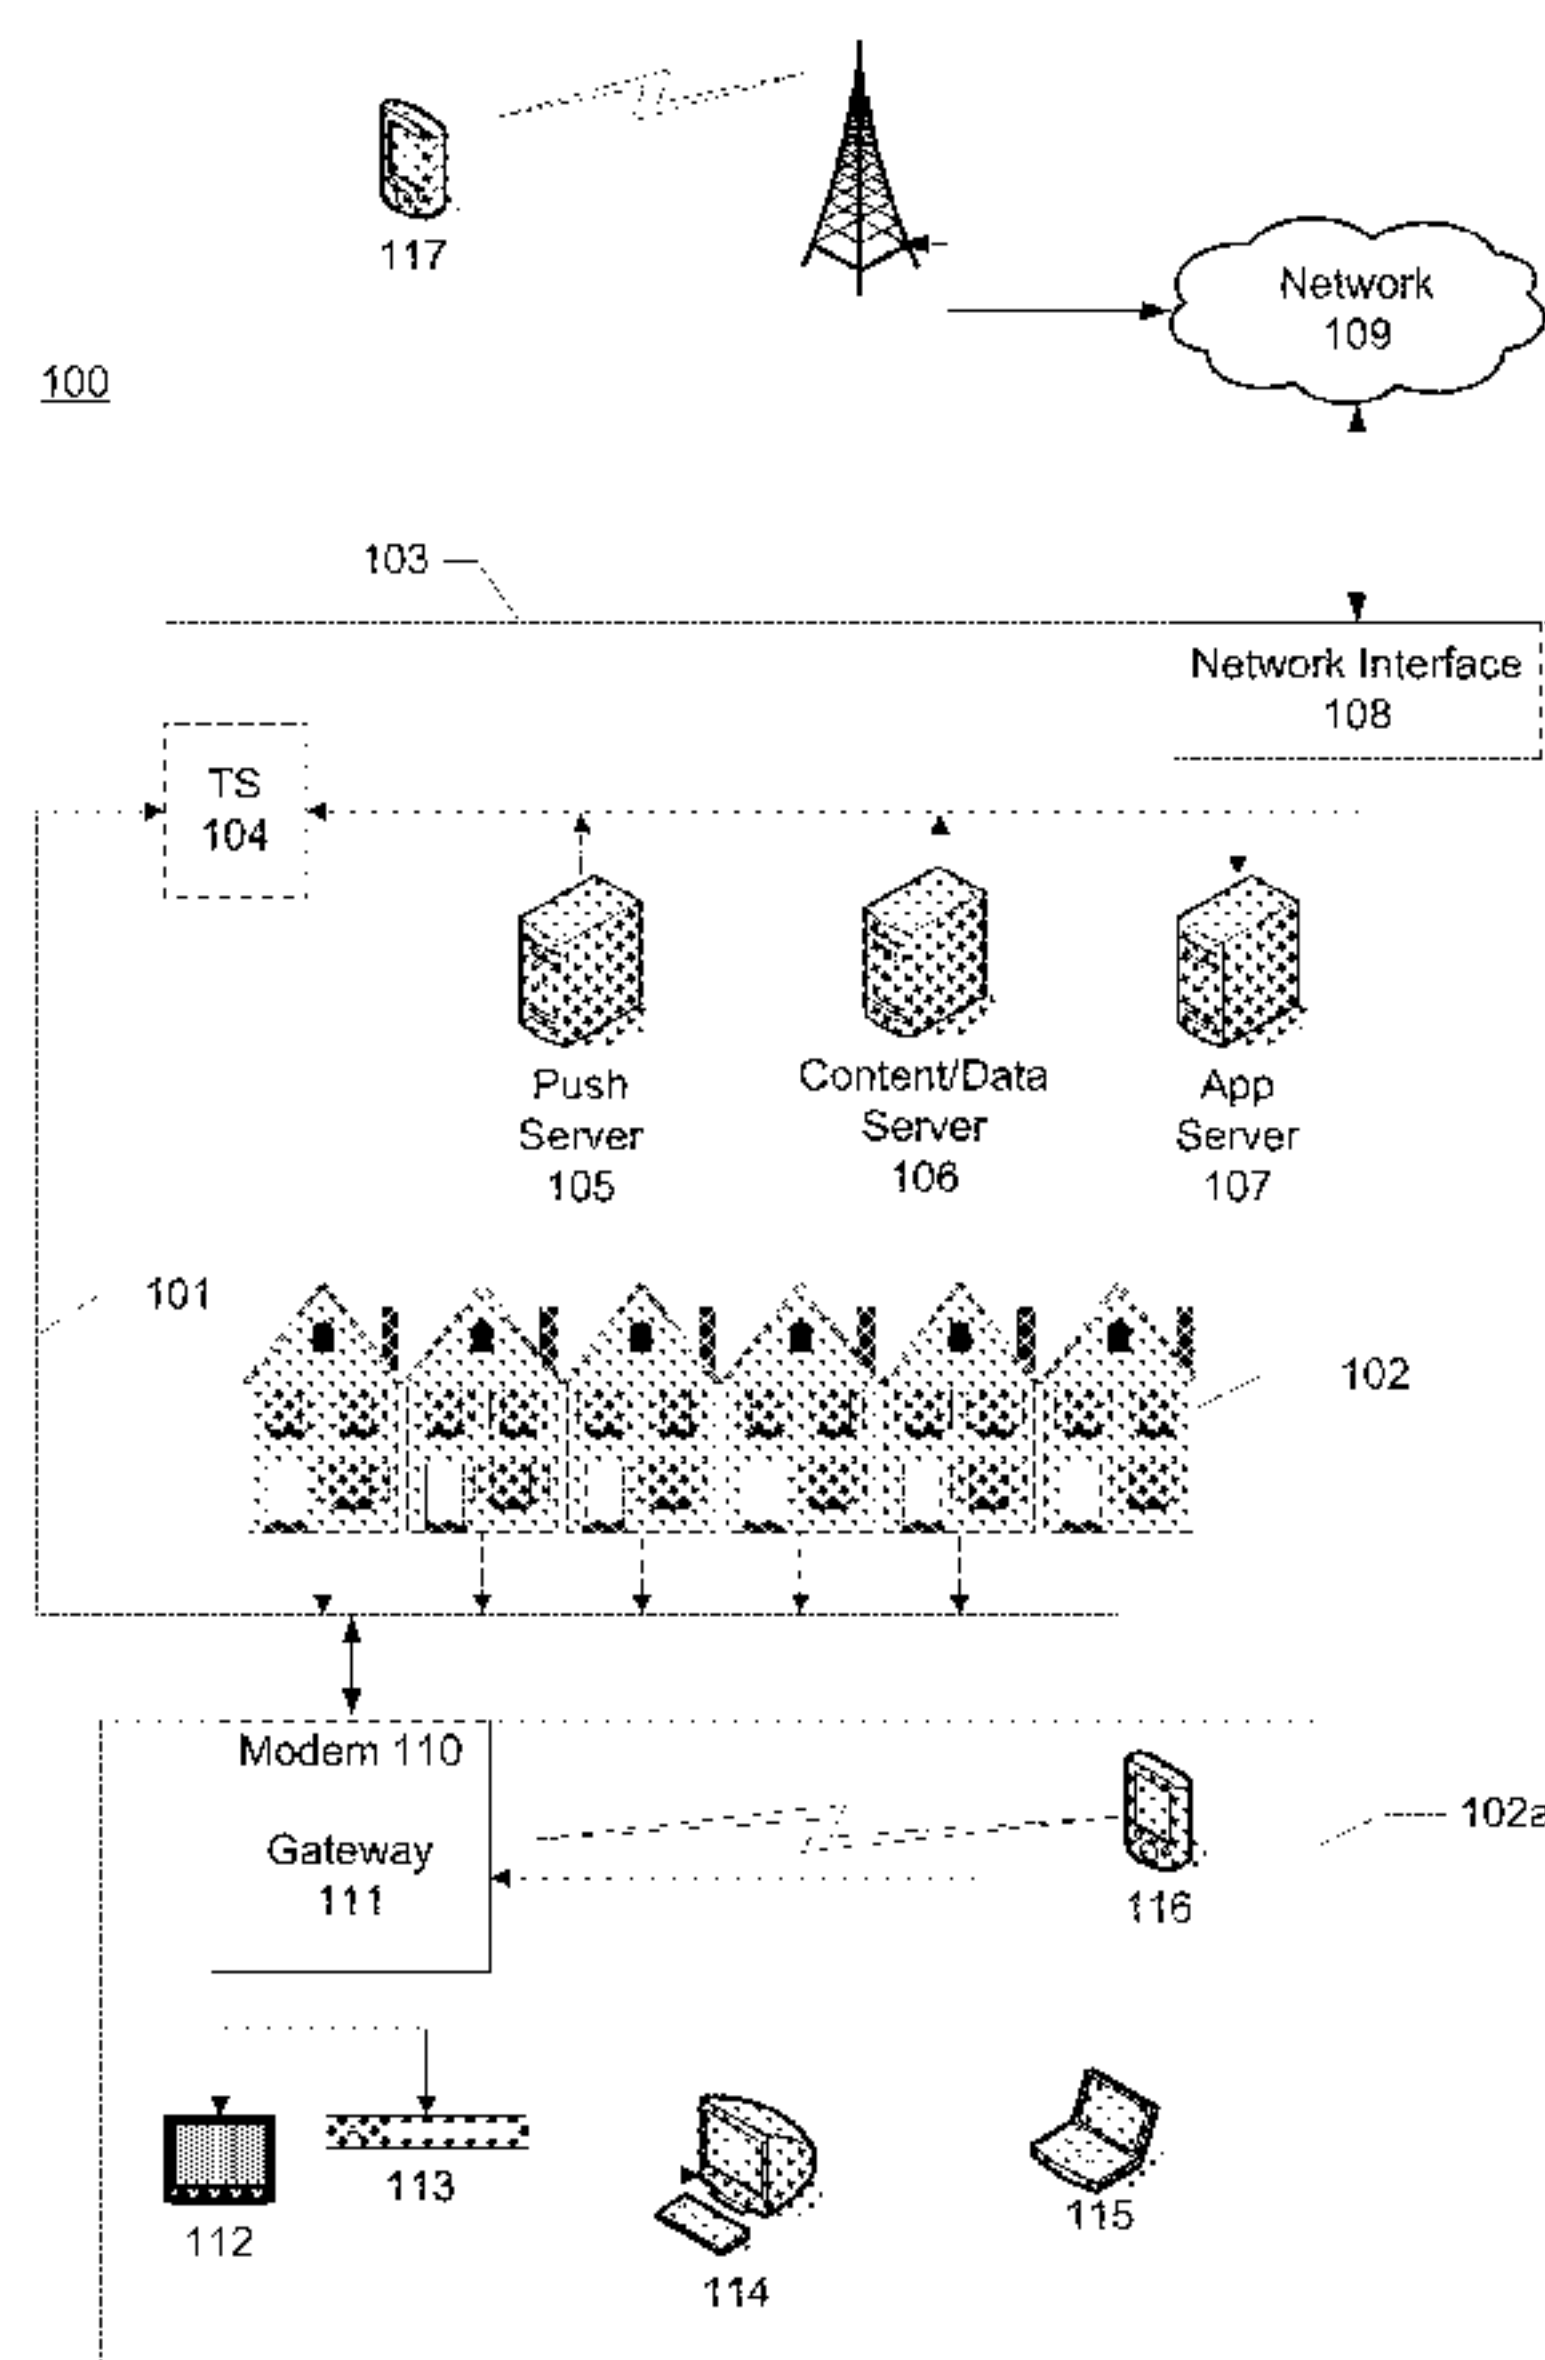 117
Network
109
100
103
Network Interface
108
TS
104
Push
Server
105
Content/Data
Server
106
App
Server
107
101
102
Modem 110
Gateway
111
116
102a
112
113
114
115